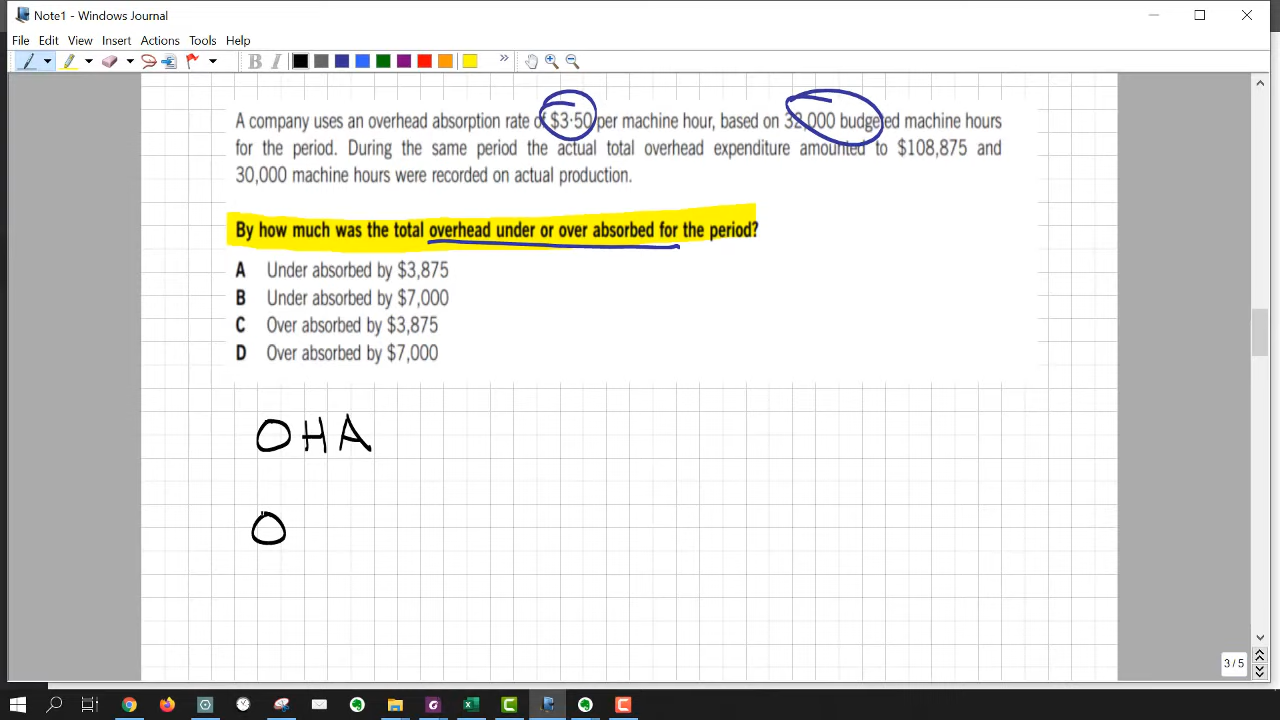 Note1 - Windows Journal
File Edit View Insert Actions Tools Help
B I »
A company uses an overhead absorption rate of $3·50 per machine hour, based on 32,000 budgeted machine hours
for the period. During the same period the actual total overhead expenditure amounted to $108,875 and
30,000 machine hours were recorded on actual production.
By how much was the total overhead under or over absorbed for the period?
A Under absorbed by $3,875
B Under absorbed by $7,000
C Over absorbed by $3,875
D Over absorbed by $7,000
OHA
O
3 / 5